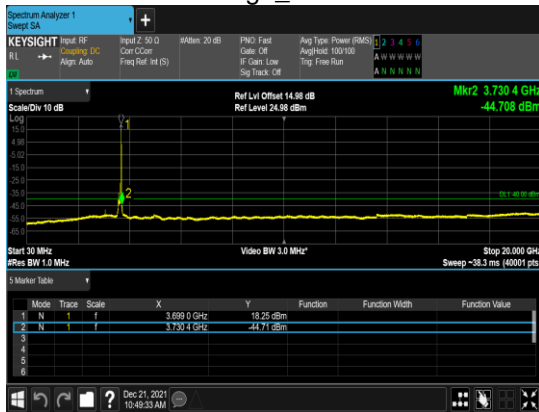 Spectrum Analyzer 1
Swept SA
+
KEYSIGHT Input: RF Input Z: 50 Ω #Atten: 20 dB PNO: Fast Avg Type: Power (RMS) 1 2 3 4 5 6
RL Coupling: DC Corr CCorr Gate: Off Avg|Hold: 100/100 A W W W W W
Align: Auto Freq Ref: Int (S) IF Gain: Low Trig: Free Run
Sig Track: Off A N N N N N
1 Spectrum Ref Lvl Offset 14.98 dB Mkr2 3.730 4 GHz
Scale/Div 10 dB Ref Level 24.98 dBm -44.708 dBm
Log
15.0
4.98
-5.02
-15.0
-25.0
-35.0
-45.0
-55.0
-65.0
1
2
Start 30 MHz Video BW 3.0 MHz* Stop 20.000 GHz
#Res BW 1.0 MHz Sweep ~38.3 ms (40001 pts
5 Marker Table
Mode Trace Scale X Y Function Function Width Function Value
1 N 1 f 3.699 0 GHz 18.25 dBm
2 N 1 f 3.730 4 GHz -44.71 dBm
3
4
5
6
? Dec 21, 2021
10:49:33 AM